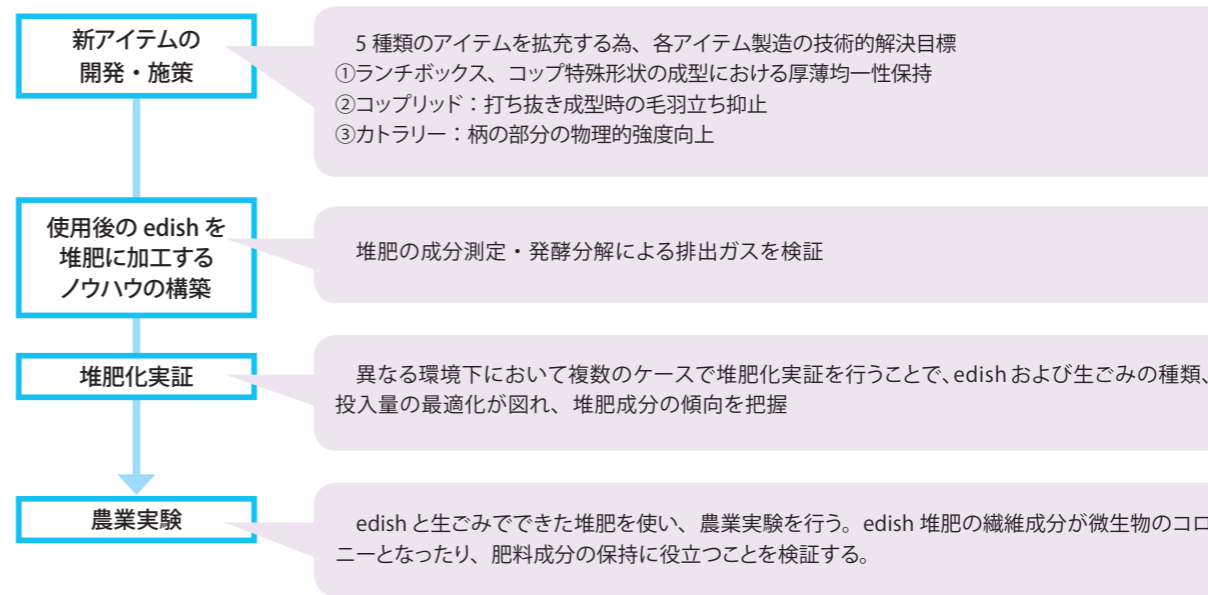 新アイテムの
開発・施策
5 種類のアイテムを拡充する為、各アイテム製造の技術的解決目標
①ランチボックス、コップ特殊形状の成型における厚薄均一性保持
②コップリッド：打ち抜き成型時の毛羽立ち抑止
③カトラリー：柄の部分の物理的強度向上
使用後の edish を
堆肥に加工する
ノウハウの構築
堆肥の成分測定・発酵分解による排出ガスを検証
堆肥化実証
異なる環境下において複数のケースで堆肥化実証を行うことで、edish および生ごみの種類、
投入量の最適化が図れ、堆肥成分の傾向を把握
農業実験
edish と生ごみでできた堆肥を使い、農業実験を行う。edish 堆肥の繊維成分が微生物のコロ
ニーとなったり、肥料成分の保持に役立つことを検証する。